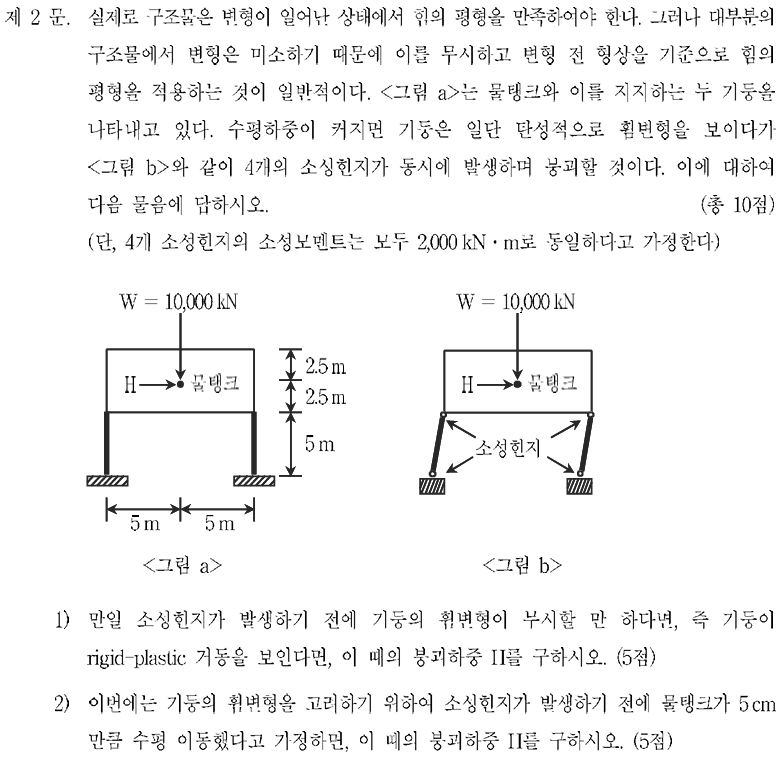 제 2 문. 실제로 구조물은 변형이 일어난 상태에서 힘의 평형을 만족하여야 한다. 그러나 대부분의
구조물에서 변형은 미소하기 때문에 이를 무시하고 변형 전 형상을 기준으로 힘의
평형을 적용하는 것이 일반적이다. <그림 a>는 물탱크와 이를 지지하는 두 기둥을
나타내고 있다. 수평하중이 커지면 기둥은 일단 탄성적으로 휨변형을 보이다가
<그림 b>와 같이 4개의 소성힌지가 동시에 발생하며 붕괴할 것이다. 이에 대하여
다음 물음에 답하시오. (총 10점)
(단, 4개 소성힌지의 소성모멘트는 모두 2,000 kN·m로 동일하다고 가정한다)
W = 10,000 kN W = 10,000 kN
H 물탱크 2.5 m H 물탱크
2.5 m
5 m 소성힌지
5 m 5 m
<그림 a> <그림 b>
1) 만일 소성힌지가 발생하기 전에 기둥의 휨변형이 무시할 만 하다면, 즉 기둥이
rigid-plastic 거동을 보인다면, 이 때의 붕괴하중 H를 구하시오. (5점)
2) 이번에는 기둥의 휨변형을 고려하기 위하여 소성힌지가 발생하기 전에 물탱크가 5 cm
만큼 수평 이동했다고 가정하면, 이 때의 붕괴하중 H를 구하시오. (5점)